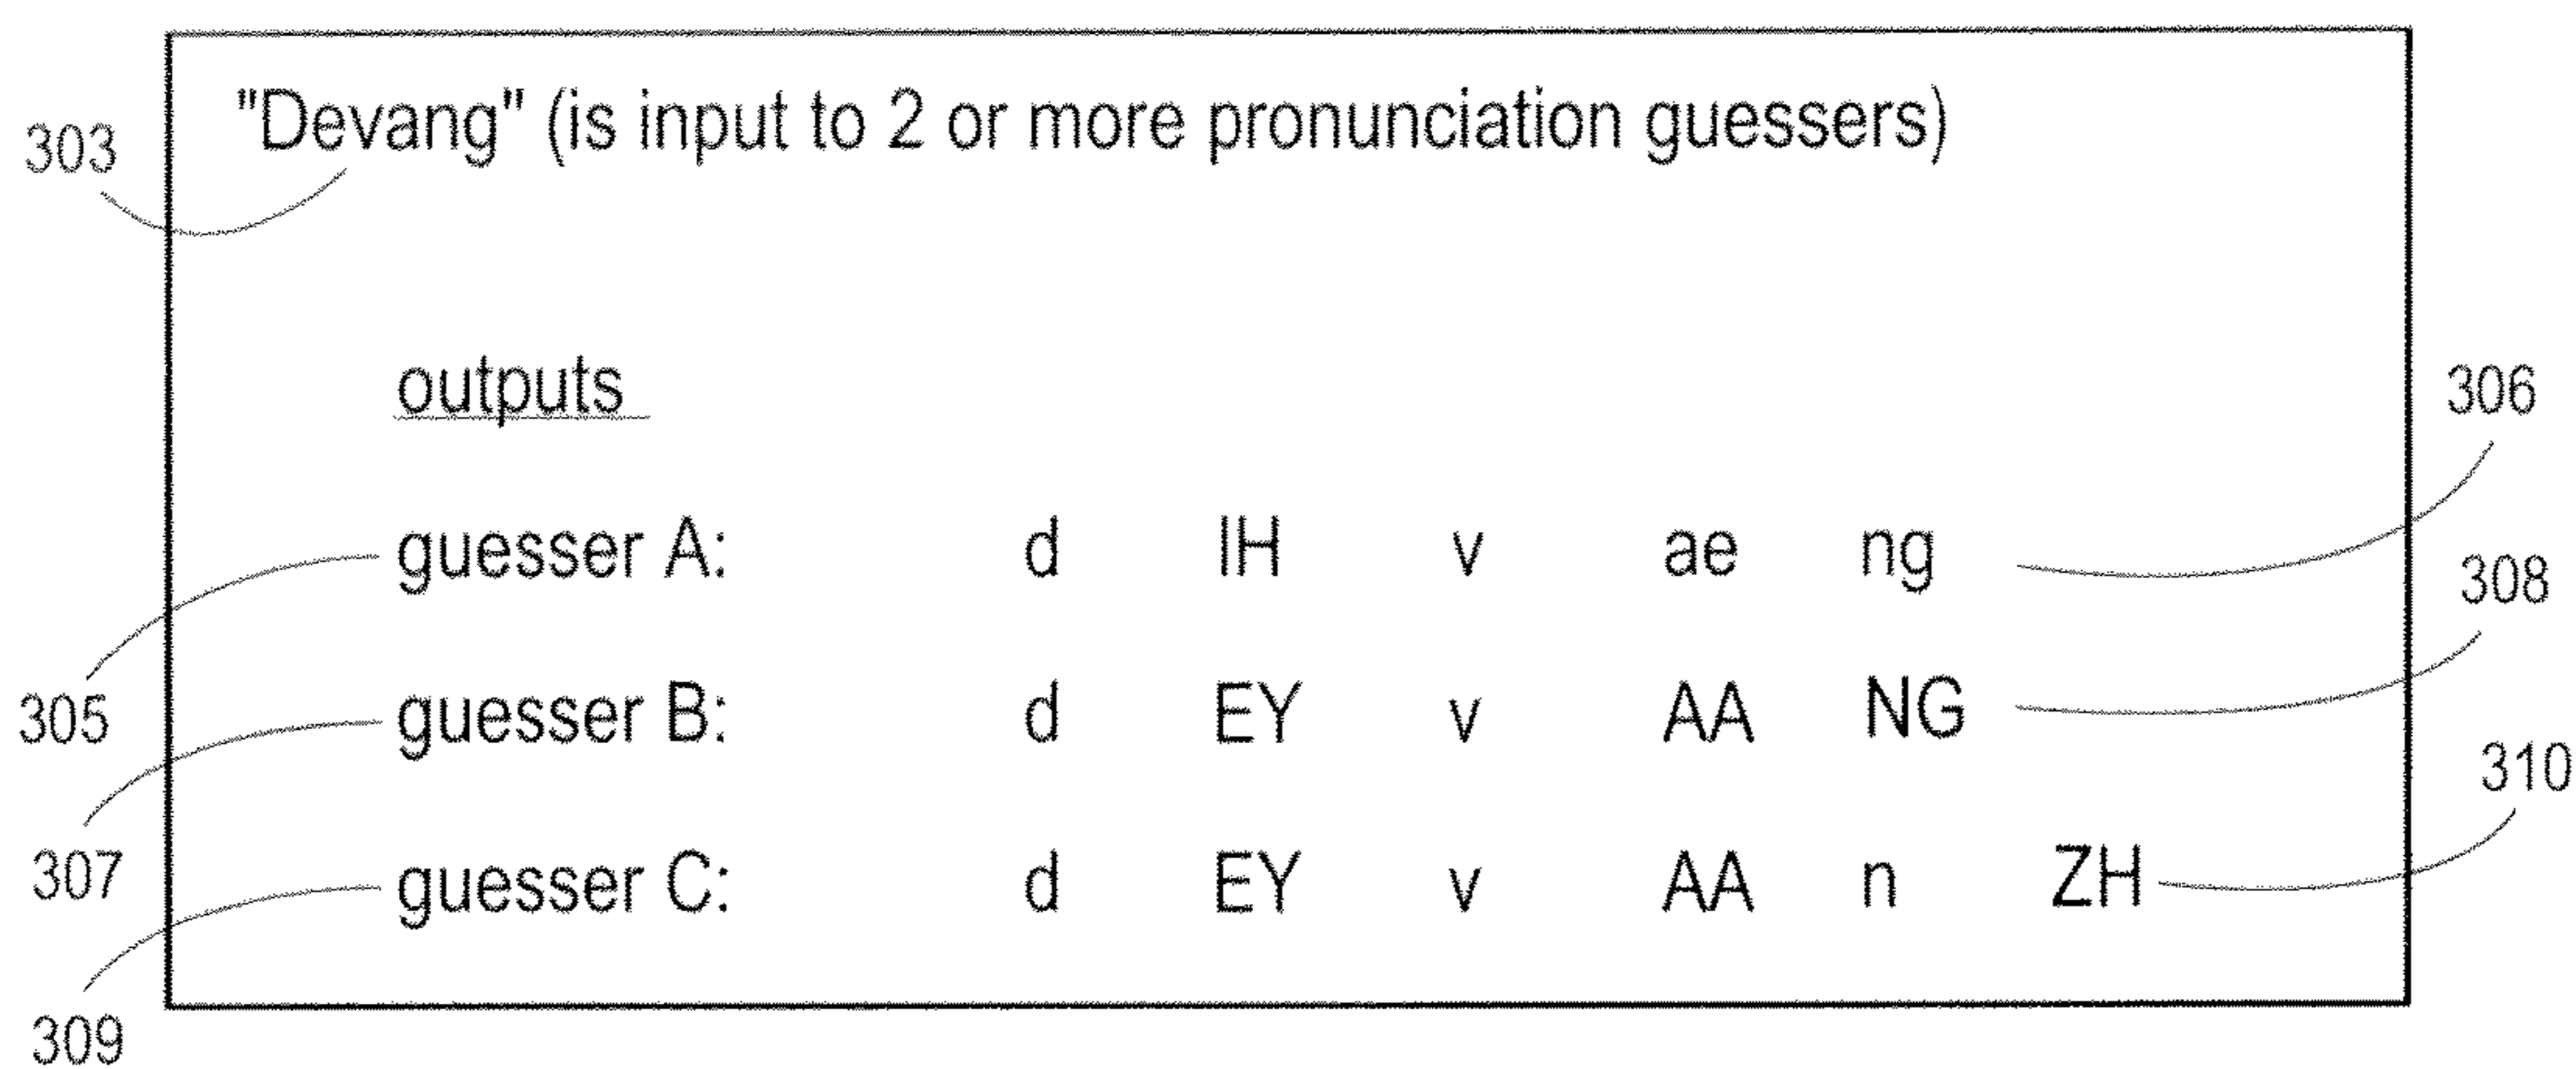 "Devang" (is input to 2 or more pronunciation guessers)
303
outputs
306
guesser A: d IH v ae ng
308
305
guesser B: d EY v AA NG
310
307
guesser C: d EY v AA n ZH
309